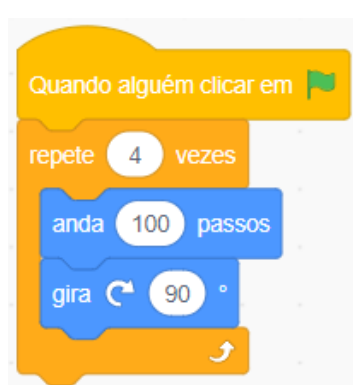 Quando alguém clicar em
repete 4 vezes
anda 100 passos
gira 90 °